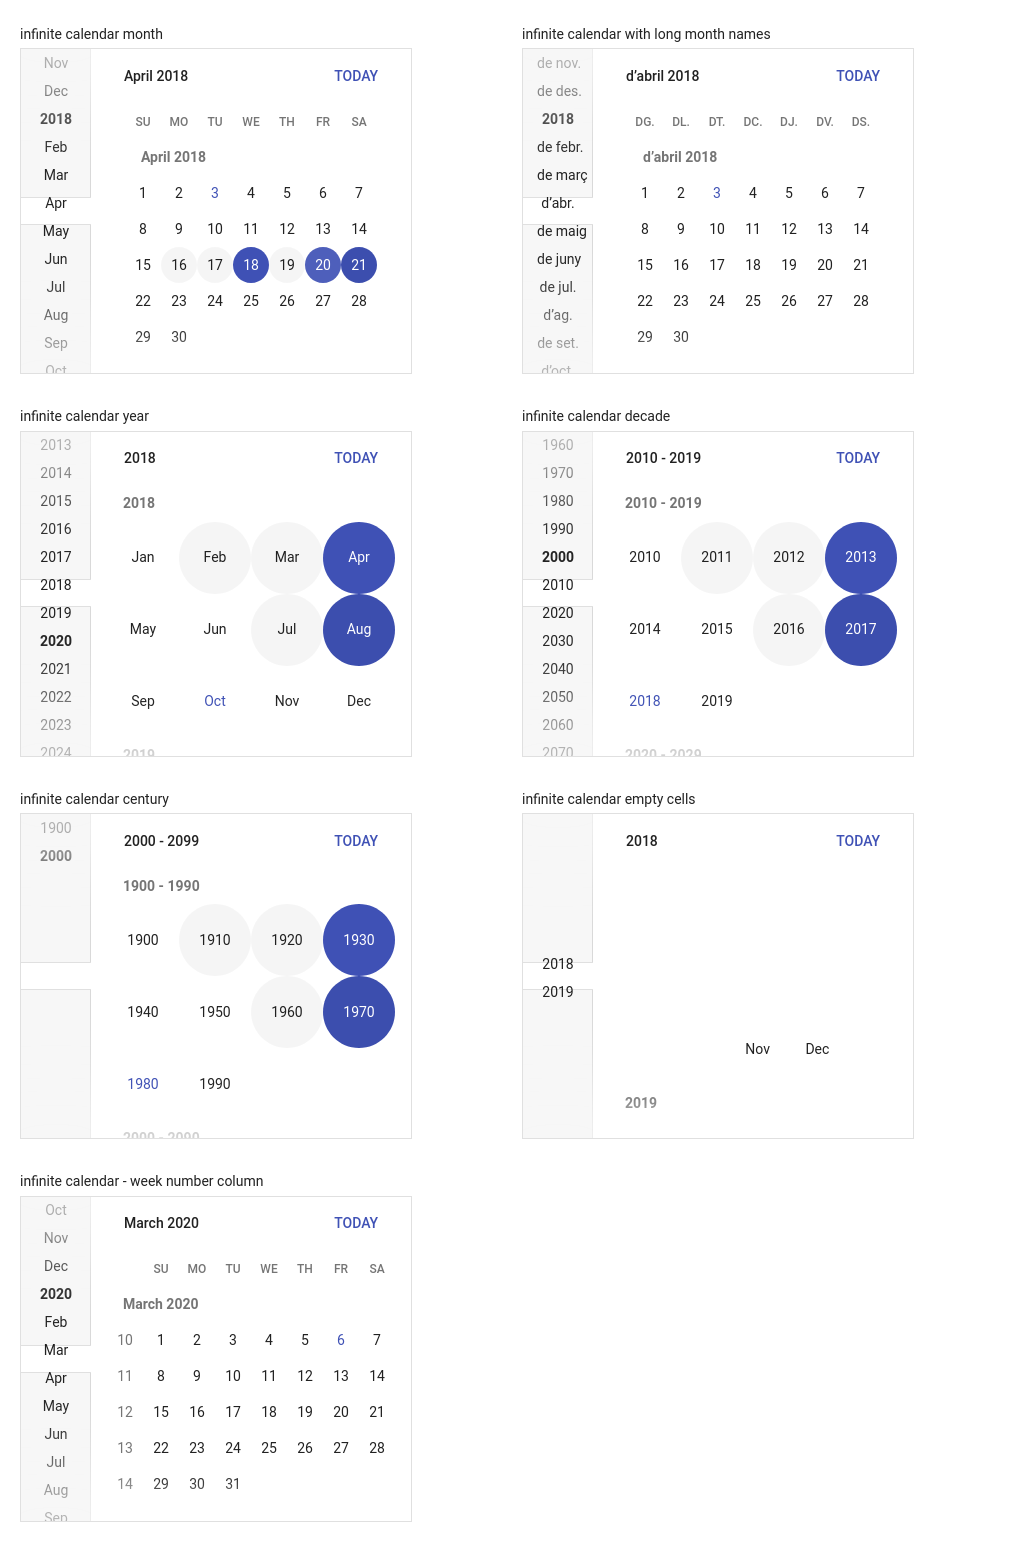 infinite calendar month
Nov
Dec
2018
Feb
Mar
Apr
May
Jun
Jul
Aug
Sep
Oct
April 2018 TODAY
SU MO TU WE TH FR SA
April 2018
1 2 3 4 5 6 7
8 9 10 11 12 13 14
15 16 17 18 19 20 21
22 23 24 25 26 27 28
29 30
infinite calendar with long month names
de nov.
de des.
2018
de febr.
de març
d’abr.
de maig
de juny
de jul.
d’ag.
de set.
d’oct.
d’abril 2018 TODAY
DG. DL. DT. DC. DJ. DV. DS.
d’abril 2018
1 2 3 4 5 6 7
8 9 10 11 12 13 14
15 16 17 18 19 20 21
22 23 24 25 26 27 28
29 30
infinite calendar year
2013
2014
2015
2016
2017
2018
2019
2020
2021
2022
2023
2024
2018 TODAY
2018
Jan Feb Mar Apr
May Jun Jul Aug
Sep Oct Nov Dec
2019
infinite calendar decade
1960
1970
1980
1990
2000
2010
2020
2030
2040
2050
2060
2070
2010 - 2019 TODAY
2010 - 2019
2010 2011 2012 2013
2014 2015 2016 2017
2018 2019
2020 - 2029
infinite calendar century
1900
2000
2000 - 2099 TODAY
1900 - 1990
1900 1910 1920 1930
1940 1950 1960 1970
1980 1990
2000 - 2090
infinite calendar empty cells
2018
2019
2018 TODAY
Nov Dec
2019
infinite calendar - week number column
Oct
Nov
Dec
2020
Feb
Mar
Apr
May
Jun
Jul
Aug
Sep
March 2020 TODAY
SU MO TU WE TH FR SA
March 2020
10 1 2 3 4 5 6 7
11 8 9 10 11 12 13 14
12 15 16 17 18 19 20 21
13 22 23 24 25 26 27 28
14 29 30 31